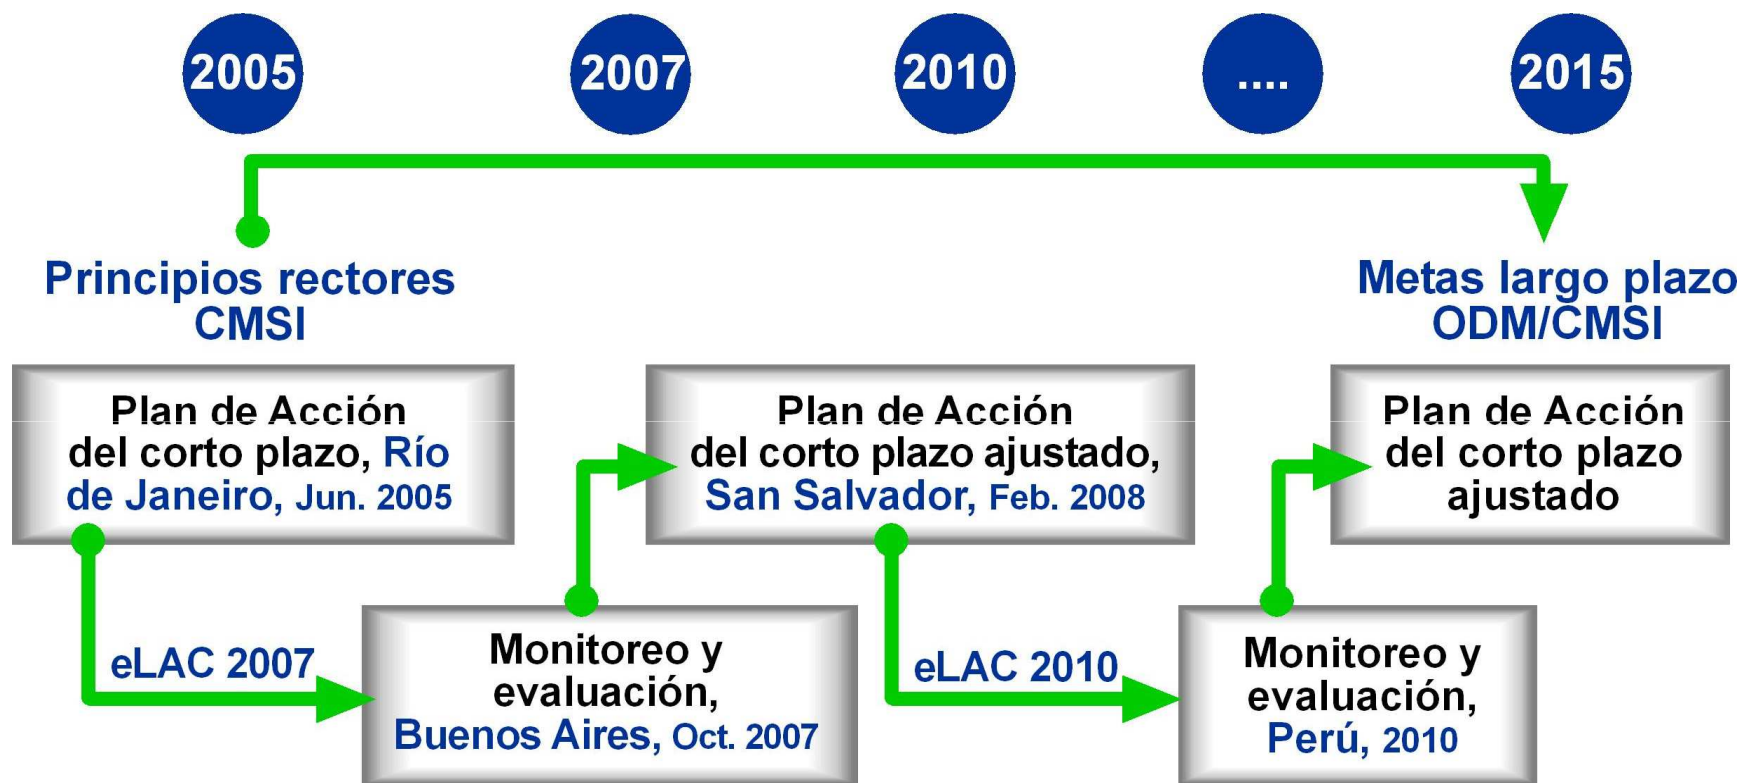 2005
2007
2010
....
2015
Principios rectores
CMSI
Metas largo plazo
ODM/CMSI
Plan de Acción
del corto plazo, Río
de Janeiro, Jun. 2005
Plan de Acción
del corto plazo ajustado,
San Salvador, Feb. 2008
Plan de Acción
del corto plazo
ajustado
eLAC 2007
Monitoreo y
evaluación,
Buenos Aires, Oct. 2007
eLAC 2010
Monitoreo y
evaluación,
Perú, 2010